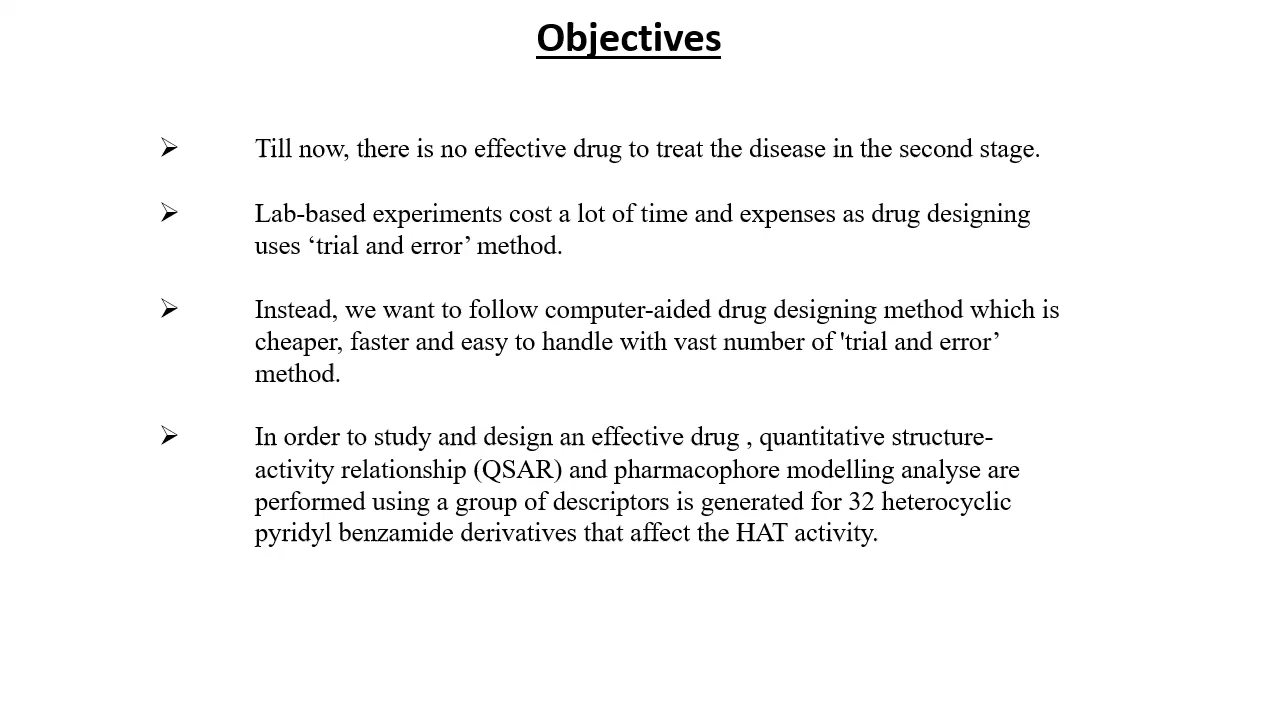 Objectives
➢ Till now, there is no effective drug to treat the disease in the second stage.
➢ Lab-based experiments cost a lot of time and expenses as drug designing
uses ‘trial and error’ method.
➢ Instead, we want to follow computer-aided drug designing method which is
cheaper, faster and easy to handle with vast number of 'trial and error’
method.
➢ In order to study and design an effective drug , quantitative structure-
activity relationship (QSAR) and pharmacophore modelling analyse are
performed using a group of descriptors is generated for 32 heterocyclic
pyridyl benzamide derivatives that affect the HAT activity.